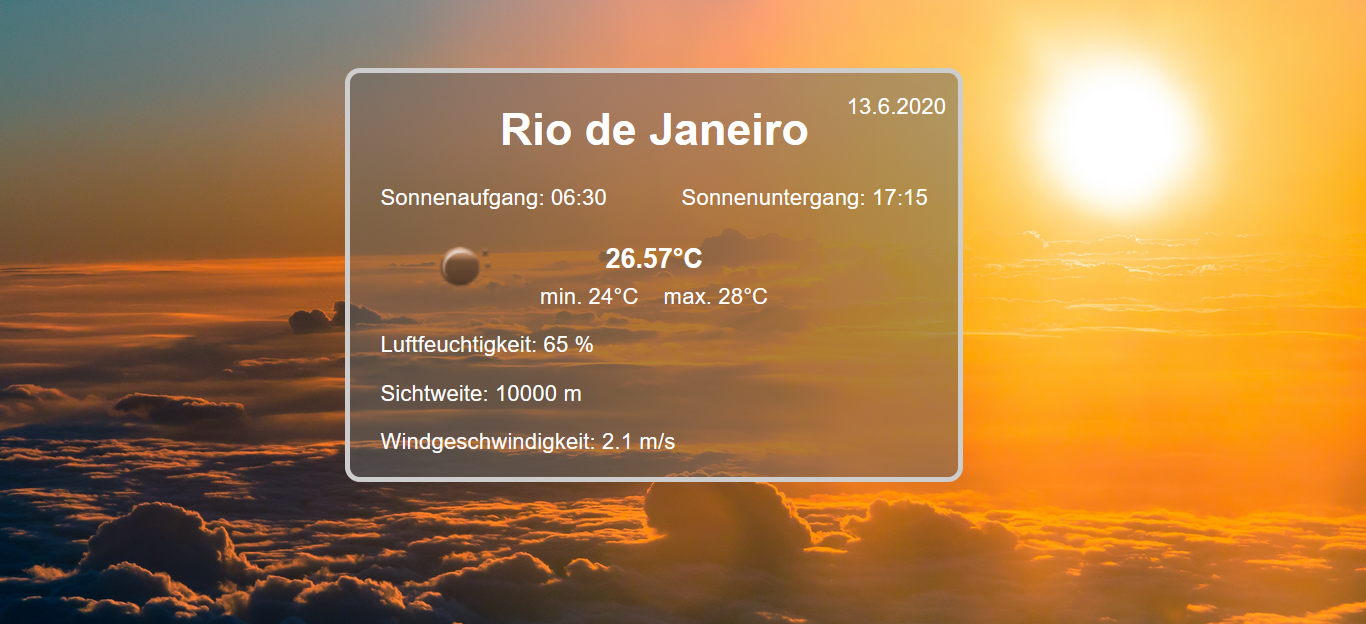 13.6.2020
Rio de Janeiro
Sonnenaufgang: 06:30 Sonnenuntergang: 17:15
26.57°C
min. 24°C max. 28°C
Luftfeuchtigkeit: 65 %
Sichtweite: 10000 m
Windgeschwindigkeit: 2.1 m/s